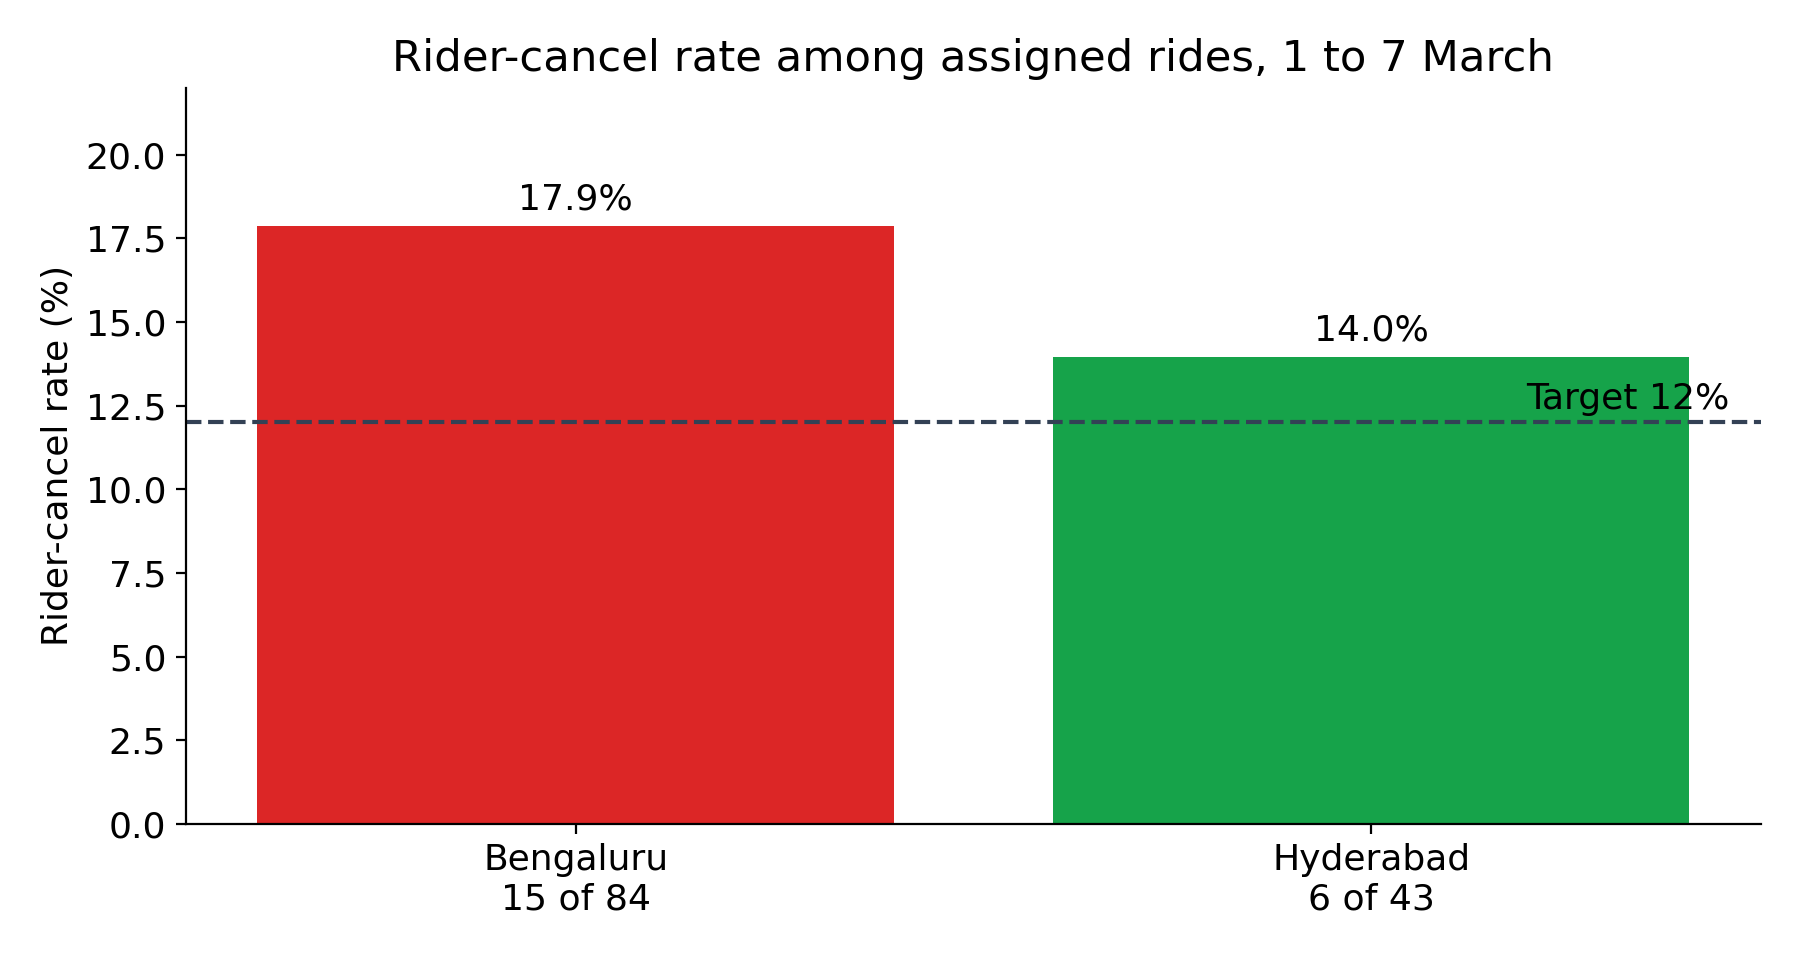 Rider-cancel rate among assigned rides, 1 to 7 March
Rider-cancel rate (%)
20.0
17.5
15.0
12.5
10.0
7.5
5.0
2.5
0.0
17.9%
14.0%
Target 12%
Bengaluru
15 of 84
Hyderabad
6 of 43